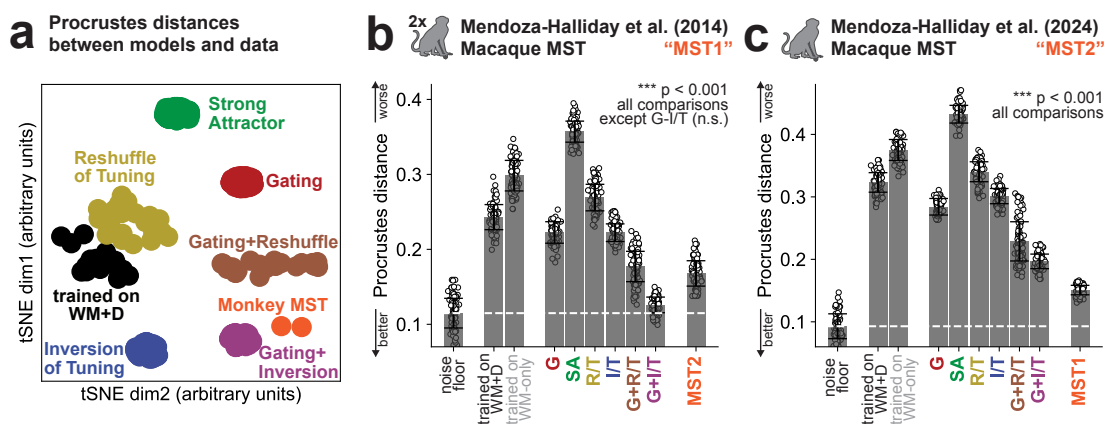 a Procrustes distances
between models and data
Strong
Attractor
Reshuffle
of Tuning
Gating
Gating+Reshuffle
trained on
WM+D
Monkey MST
Inversion
of Tuning
Gating+
Inversion
tSNE dim1 (arbitrary units)
tSNE dim2 (arbitrary units)
b 2x Mendoza-Halliday et al. (2014)
Macaque MST “MST1”
*** p < 0.001
all comparisons
except G-I/T (n.s.)
worse
Procrustes distance
better
0.4
0.3
0.2
0.1
noise
floor
trained on
WM+D
trained on
WM-only
G
SA
R/T
I/T
G+R/T
G+I/T
MST2
c Mendoza-Halliday et al. (2024)
Macaque MST “MST2”
*** p < 0.001
all comparisons
worse
Procrustes distance
better
0.4
0.3
0.2
0.1
noise
floor
trained on
WM+D
trained on
WM-only
G
SA
R/T
I/T
G+R/T
G+I/T
MST1